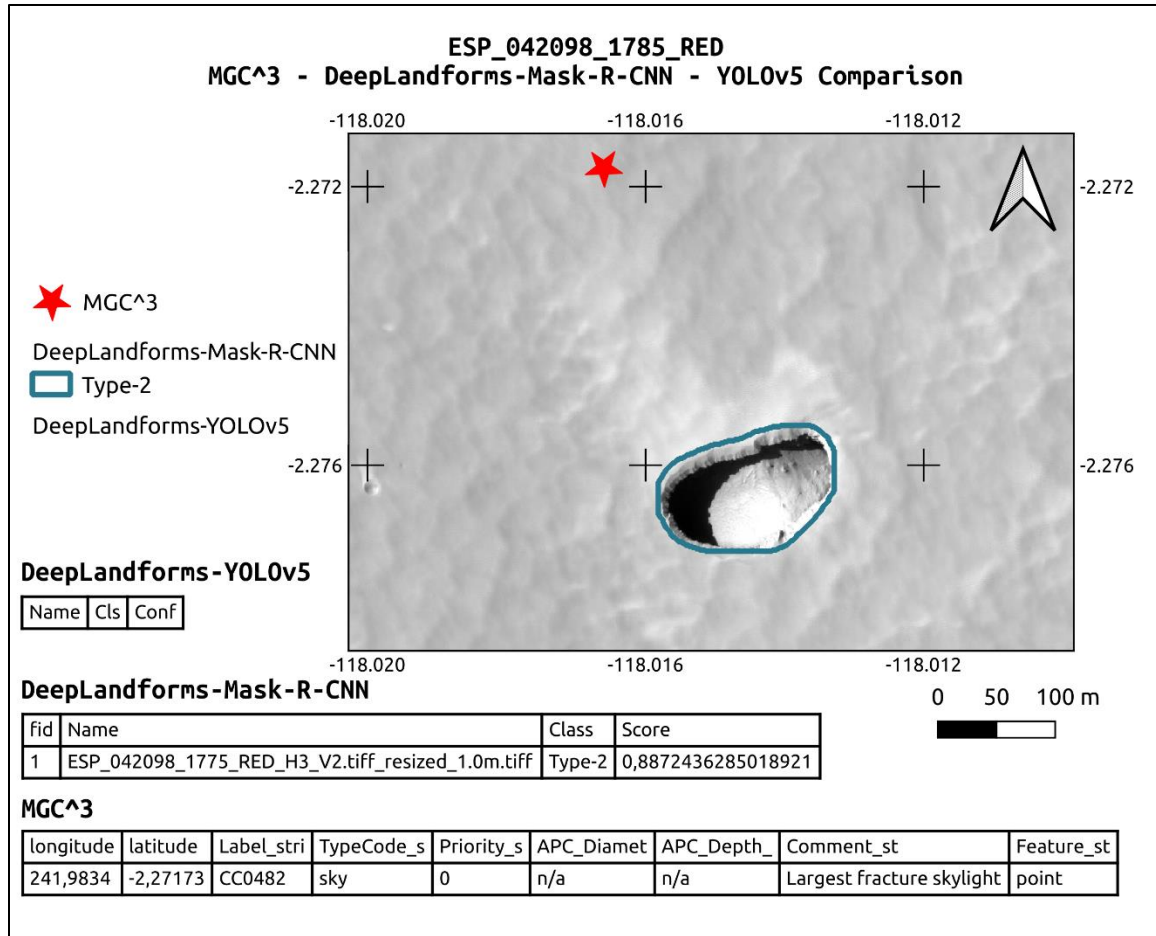 ESP_042098_1785_RED
MGC^3 - DeepLandforms-Mask-R-CNN - YOLOv5 Comparison
-118.020 -118.016 -118.012
-2.272 -2.272
MGC^3
DeepLandforms-Mask-R-CNN
Type-2
DeepLandforms-YOLOv5
-2.276 -2.276
DeepLandforms-YOLOv5
Name Cls Conf
-118.020 -118.016 -118.012
DeepLandforms-Mask-R-CNN
0 50 100 m
fid Name Class Score
1 ESP_042098_1775_RED_H3_V2.tiff_resized_1.0m.tiff Type-2 0,8872436285018921
MGC^3
longitude latitude Label_stri TypeCode_s Priority_s APC_Diamet APC_Depth_ Comment_st Feature_st
241,9834 -2,27173 CC0482 sky 0 n/a n/a Largest fracture skylight point